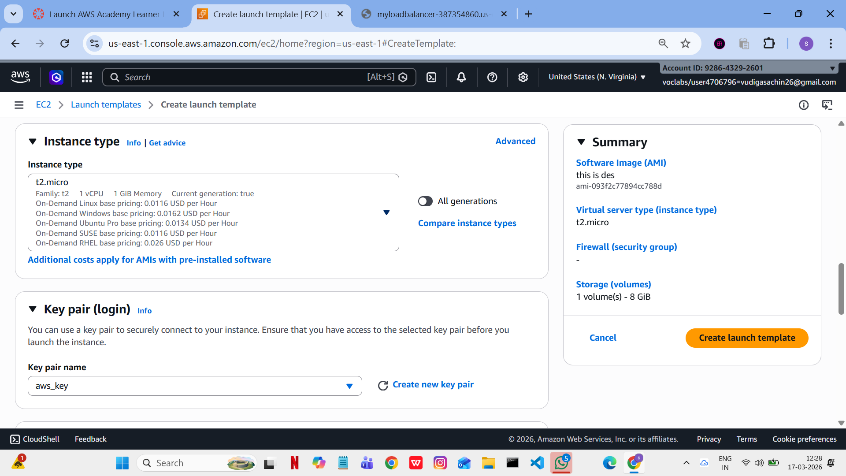 Launch AWS Academy Learner
Create launch template | EC2 |
mybadbalancer-387354860.us
us-east-1.console.aws.amazon.com/ec2/home?region=us-east-1#CreateTemplate:
S
aws
Search
[Alt+S]
United States (N. Virginia)
Account ID: 9286-4329-2601
voclabs/user4706796=vudigasachin26@gmail.com
EC2
Launch templates
Create launch template
Instance type
Info | Get advice
Advanced
Instance type
t2.micro
Family: t2 1 vCPU 1 GiB Memory Current generation: true
On-Demand Linux base pricing: 0.0116 USD per Hour
On-Demand Windows base pricing: 0.0162 USD per Hour
On-Demand Ubuntu Pro base pricing: 0.0134 USD per Hour
On-Demand SUSE base pricing: 0.0116 USD per Hour
On-Demand RHEL base pricing: 0.026 USD per Hour
All generations
Compare instance types
Additional costs apply for AMIs with pre-installed software
Key pair (login)
Info
You can use a key pair to securely connect to your instance. Ensure that you have access to the selected key pair before you
launch the instance.
Key pair name
aws_key
Create new key pair
Summary
Software Image (AMI)
this is des
ami-093f2c77894cc788d
Virtual server type (instance type)
t2.micro
Firewall (security group)
-
Storage (volumes)
1 volume(s) - 8 GiB
Cancel
Create launch template
CloudShell
Feedback
© 2026, Amazon Web Services, Inc. or its affiliates.
Privacy
Terms
Cookie preferences
1
Search
5
ENG
IN
12:28
17-03-2026